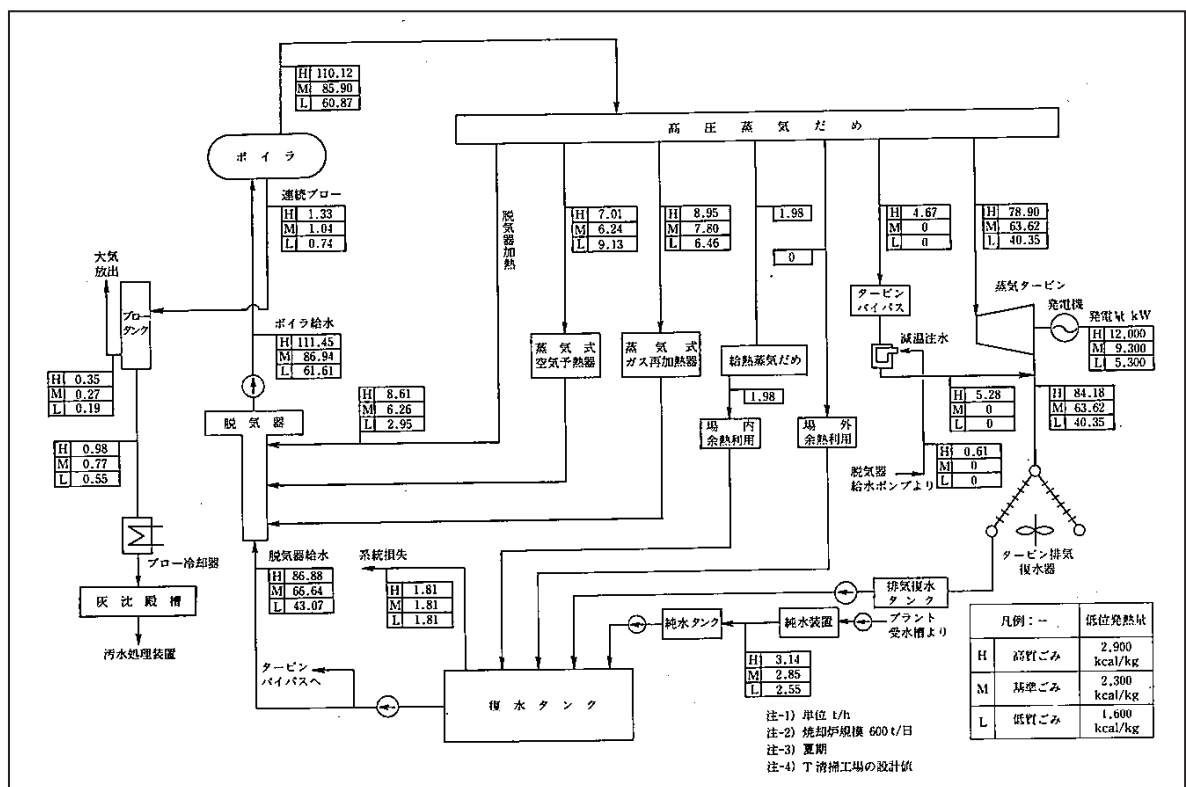 H 110.12
M 85.90
L 60.87
高圧蒸気だめ
ボイラ
連続ブロー
H 1.33
M 1.04
L 0.74
脱気器加熱
H 7.01
M 6.24
L 9.13
H 8.95
M 7.80
L 6.46
1.98
0
H 4.67
M 0
L 0
H 78.90
M 63.62
L 40.35
大気
放出
ブロー
タンク
ボイラ給水
H 111.45
M 86.94
L 61.61
蒸気式
空気予熱器
蒸気式
ガス再加熱器
給熱蒸気だめ
タービン
バイパス
減温注水
蒸気タービン
発電機
発電量 kW
H 12,000
M 9,300
L 5,300
H 0.35
M 0.27
L 0.19
脱気器
H 8.61
M 6.26
L 2.95
1.98
場内
余熱利用
場外
余熱利用
H 5.28
M 0
L 0
H 84.18
M 63.62
L 40.35
H 0.98
M 0.77
L 0.55
H 0.61
M 0
L 0
脱気器
給水ポンプより
ブロー冷却器
灰沈殿槽
汚水処理装置
脱気器給水
H 86.88
M 66.64
L 43.07
系統損失
H 1.81
M 1.81
L 1.81
タービン排気
復水器
排気復水
タンク
純水タンク
純水装置
プラント
受水槽より
H 3.14
M 2.85
L 2.55
タービン
バイパスへ
復水タンク
凡例:- 低位発熱量
H 高質ごみ 2,900 kcal/kg
M 基準ごみ 2,300 kcal/kg
L 低質ごみ 1,600 kcal/kg
注-1) 単位 t/h
注-2) 焼却炉規模 600t/日
注-3) 夏期
注-4) T清掃工場の設計値